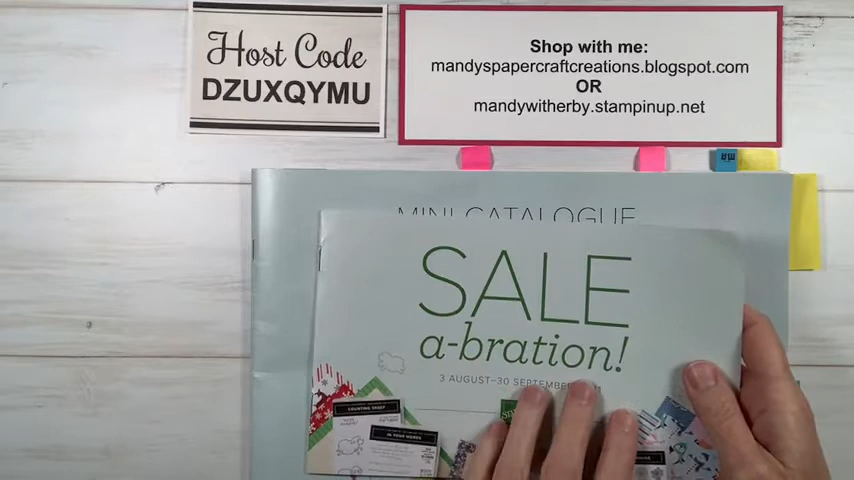 Host Code
DZUXQYMU
Shop with me:
mandyspapercraftcreations.blogspot.com
OR
mandywitherby.stampinup.net
MINI CATALOGUE
SALE
a-bration!
3 AUGUST–30 SEPTEMBER
COUNTING SHEEP
IN YOUR WORDS